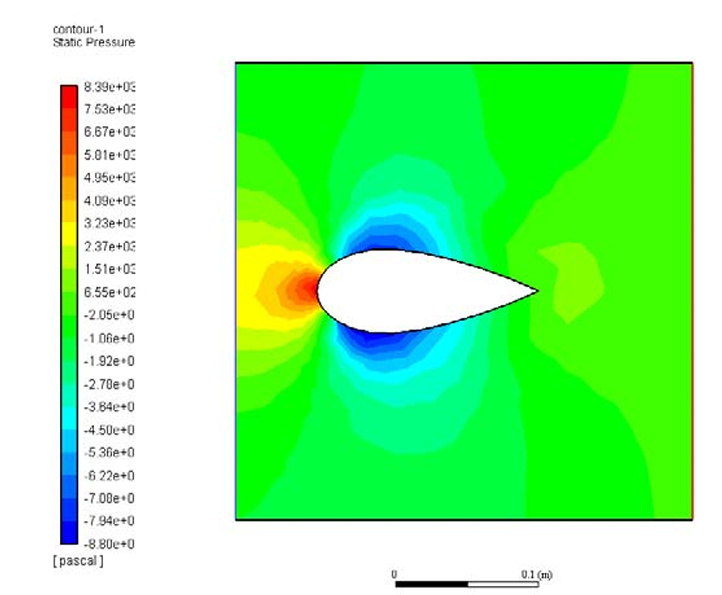 contour-1
Static Pressure
8.39e+03
7.53e+03
6.67e+03
5.81e+03
4.95e+03
4.09e+03
3.23e+03
2.37e+03
1.51e+03
6.55e+02
-2.05e+0
-1.06e+0
-1.92e+0
-2.78e+0
-3.64e+0
-4.50e+0
-5.36e+0
-6.22e+0
-7.08e+0
-7.94e+0
-8.80e+0
[ pascal ]
0 0.1 (m)